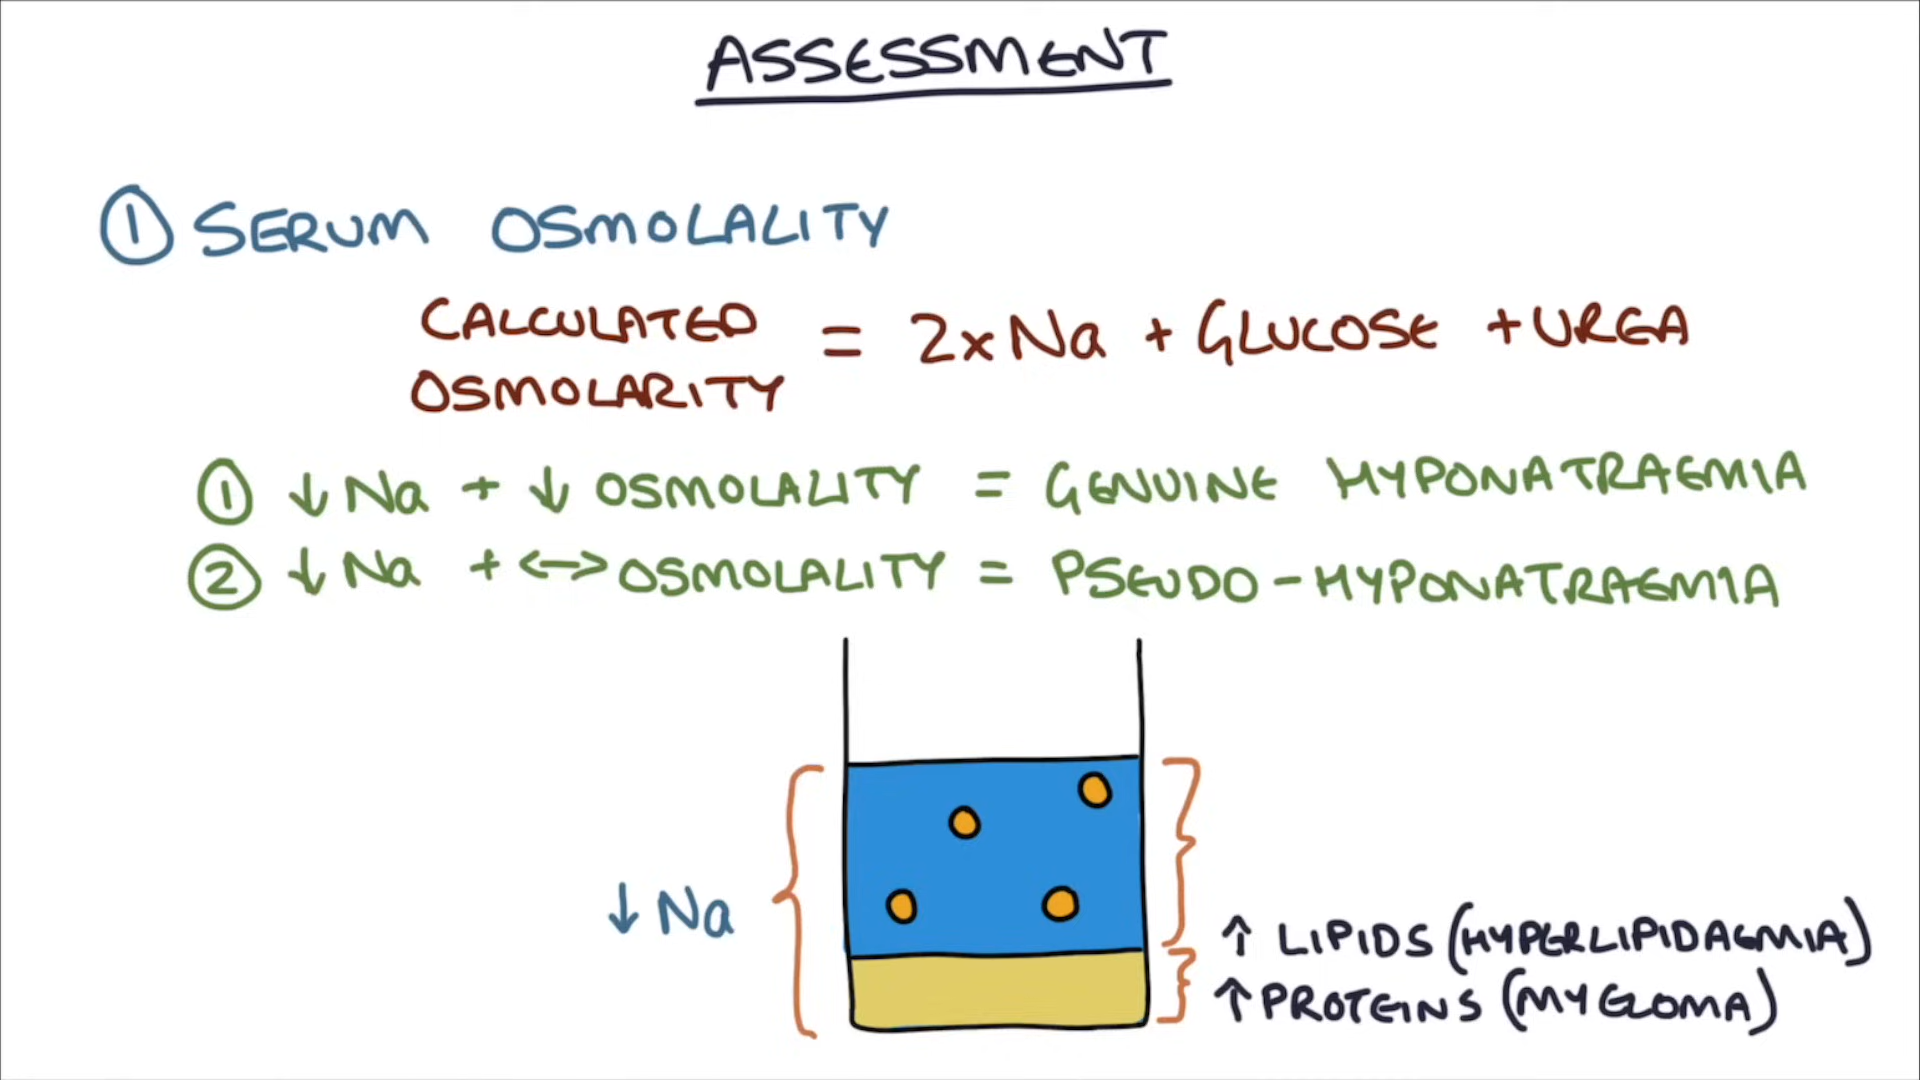 ASSESSMENT
① SERUM OSMOLALITY
CALCULATED OSMOLARITY = 2xNa + GLUCOSE + UREA
① ↓ Na + ↓ OSMOLALITY = GENUINE HYPONATRAEMIA
② ↓ Na + <-> OSMOLALITY = PSEUDO-HYPONATRAEMIA
↓ Na
↑ LIPIDS (HYPERLIPIDAEMIA)
↑ PROTEINS (MYELOMA)